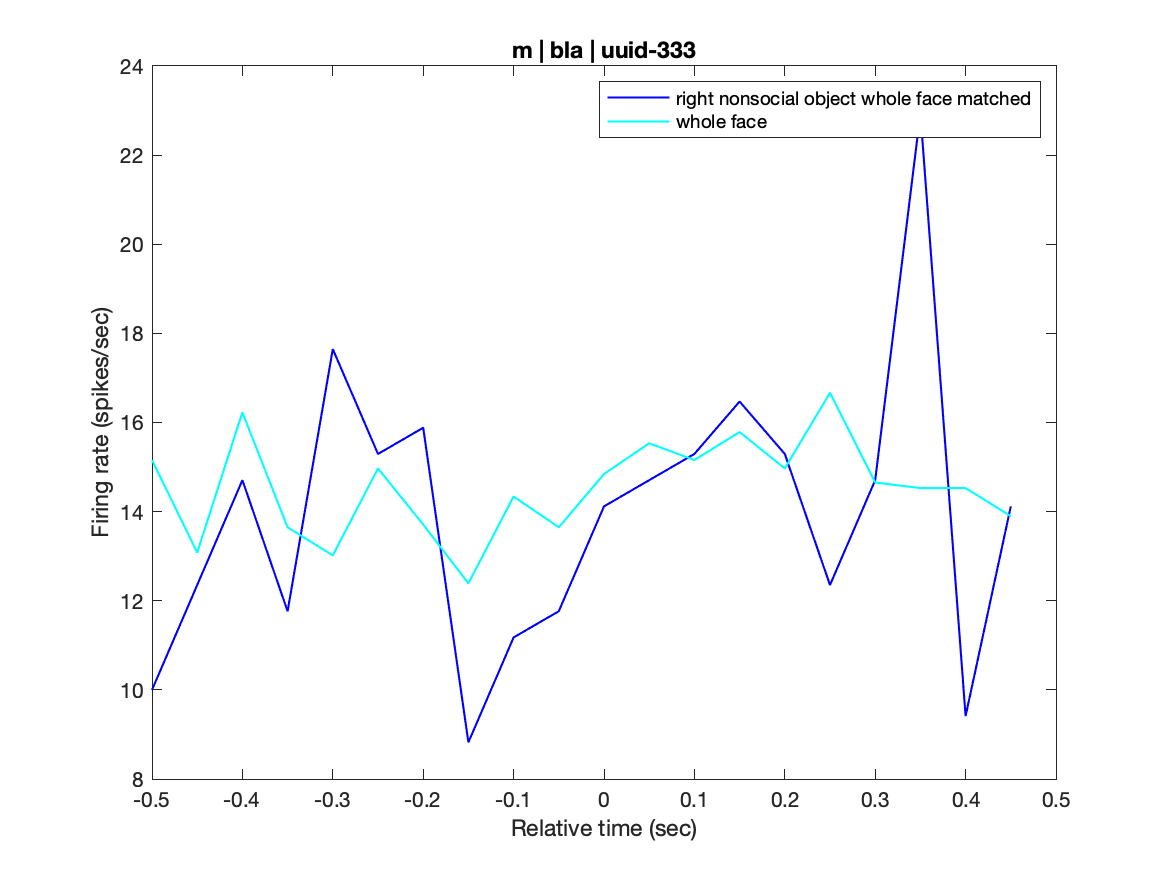 m | bla | uuid-333
right nonsocial object whole face matched
whole face
24
22
20
18
16
14
12
10
8
Firing rate (spikes/sec)
-0.5 -0.4 -0.3 -0.2 -0.1 0 0.1 0.2 0.3 0.4 0.5
Relative time (sec)